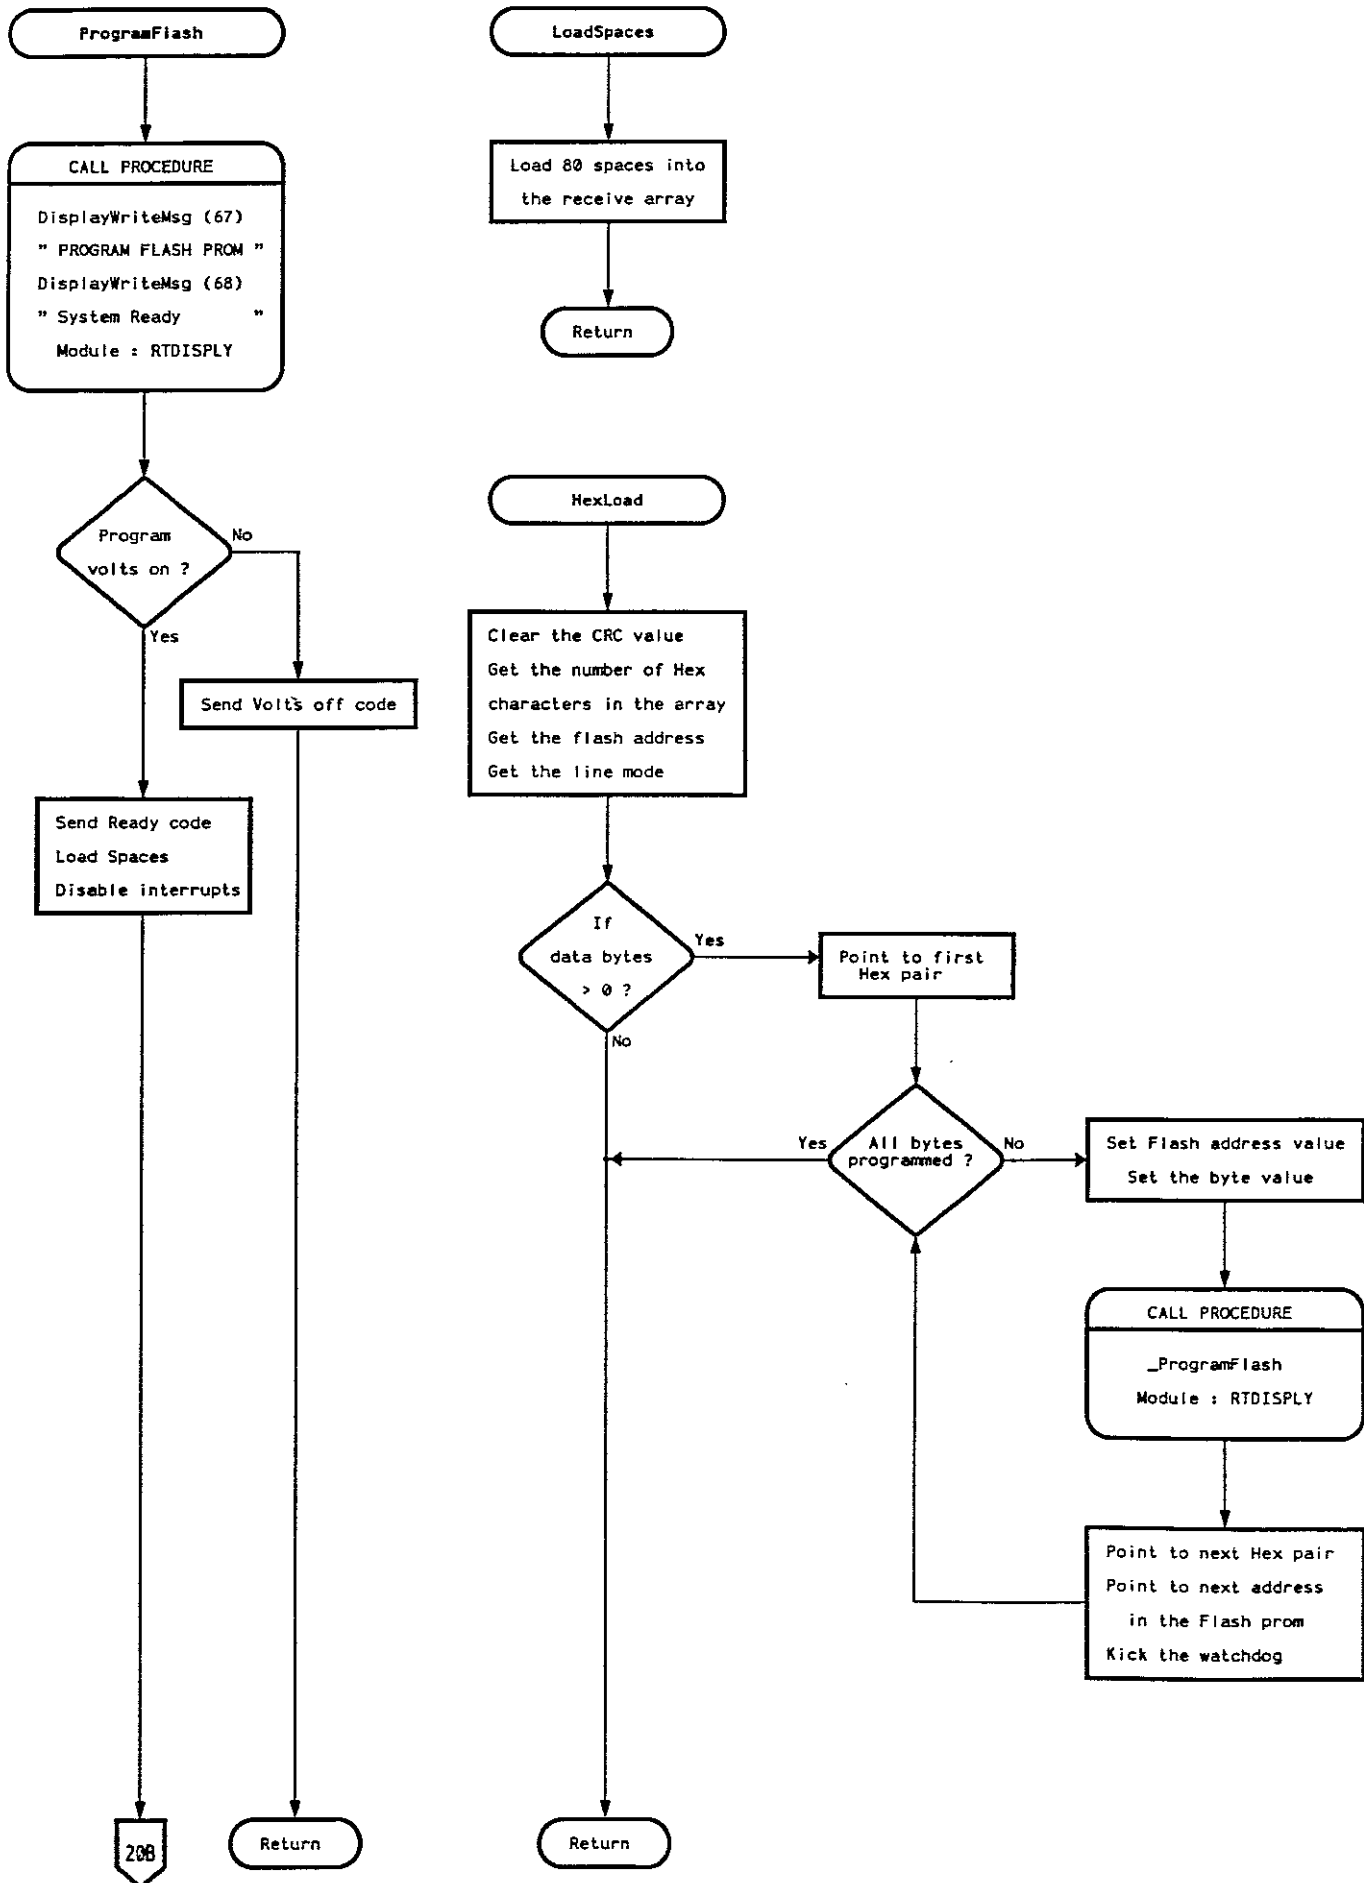 ProgramFlash
CALL PROCEDURE
DisplayWriteMsg (67)
" PROGRAM FLASH PROM "
DisplayWriteMsg (68)
" System Ready "
Module : RTDISPLY
Program
volts on ?
No
Yes
Send Volts off code
Send Ready code
Load Spaces
Disable interrupts
20B
Return
LoadSpaces
Load 80 spaces into
the receive array
Return
HexLoad
Clear the CRC value
Get the number of Hex
characters in the array
Get the flash address
Get the line mode
If
data bytes
> 0 ?
Yes
No
Point to first
Hex pair
All bytes
programmed ?
Yes
No
Set Flash address value
Set the byte value
CALL PROCEDURE
_ProgramFlash
Module : RTDISPLY
Point to next Hex pair
Point to next address
in the Flash prom
Kick the watchdog
Return